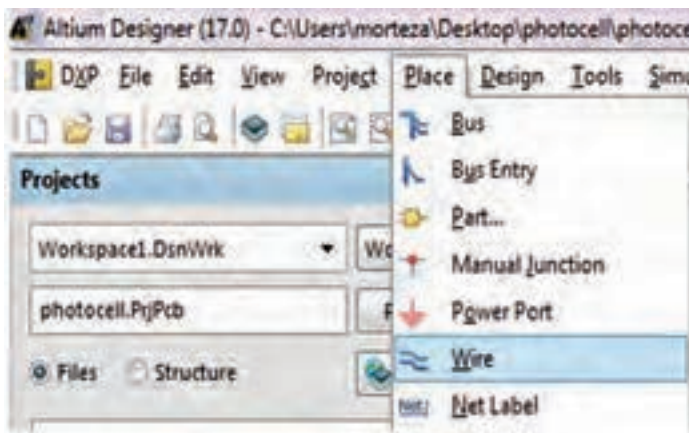 Altium Designer (17.0) - C:\Users\morteza\Desktop\photocell\photoce
DXP File Edit View Project Place Design Tools Simu
Projects
Workspace1.DsnWrk
photocell.PrjPcb
Files Structure
Bus
Bus Entry
Part...
Manual Junction
Power Port
Wire
Net Label